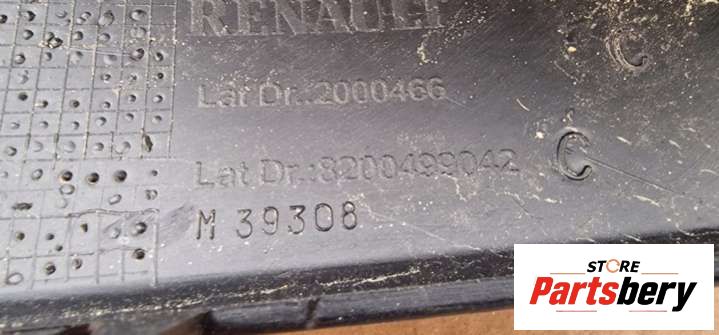 RENAULT
C
Lat Dr.:2000466
Lat Dr.:8200499042 C
M 39308
STORE
Partsbery